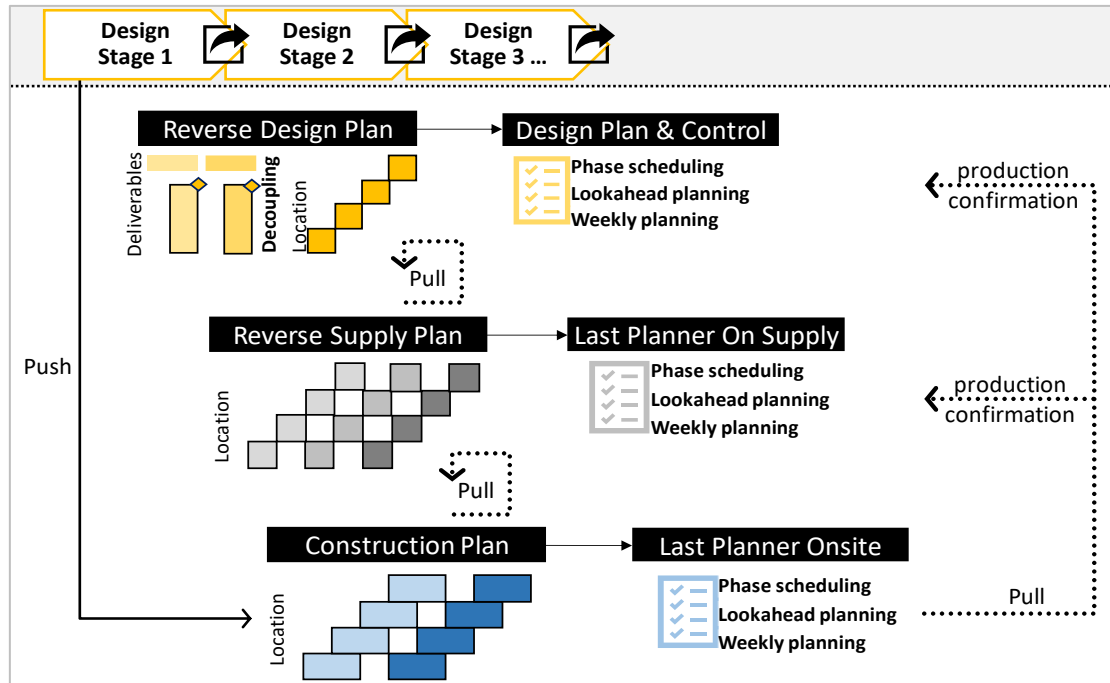 Design
Stage 1
Design
Stage 2
Design
Stage 3 ...
Reverse Design Plan
Design Plan & Control
Deliverables
Decoupling
Location
Phase scheduling
Lookahead planning
Weekly planning
production
confirmation
Pull
Push
Reverse Supply Plan
Last Planner On Supply
Location
Phase scheduling
Lookahead planning
Weekly planning
production
confirmation
Pull
Construction Plan
Last Planner Onsite
Location
Phase scheduling
Lookahead planning
Weekly planning
Pull